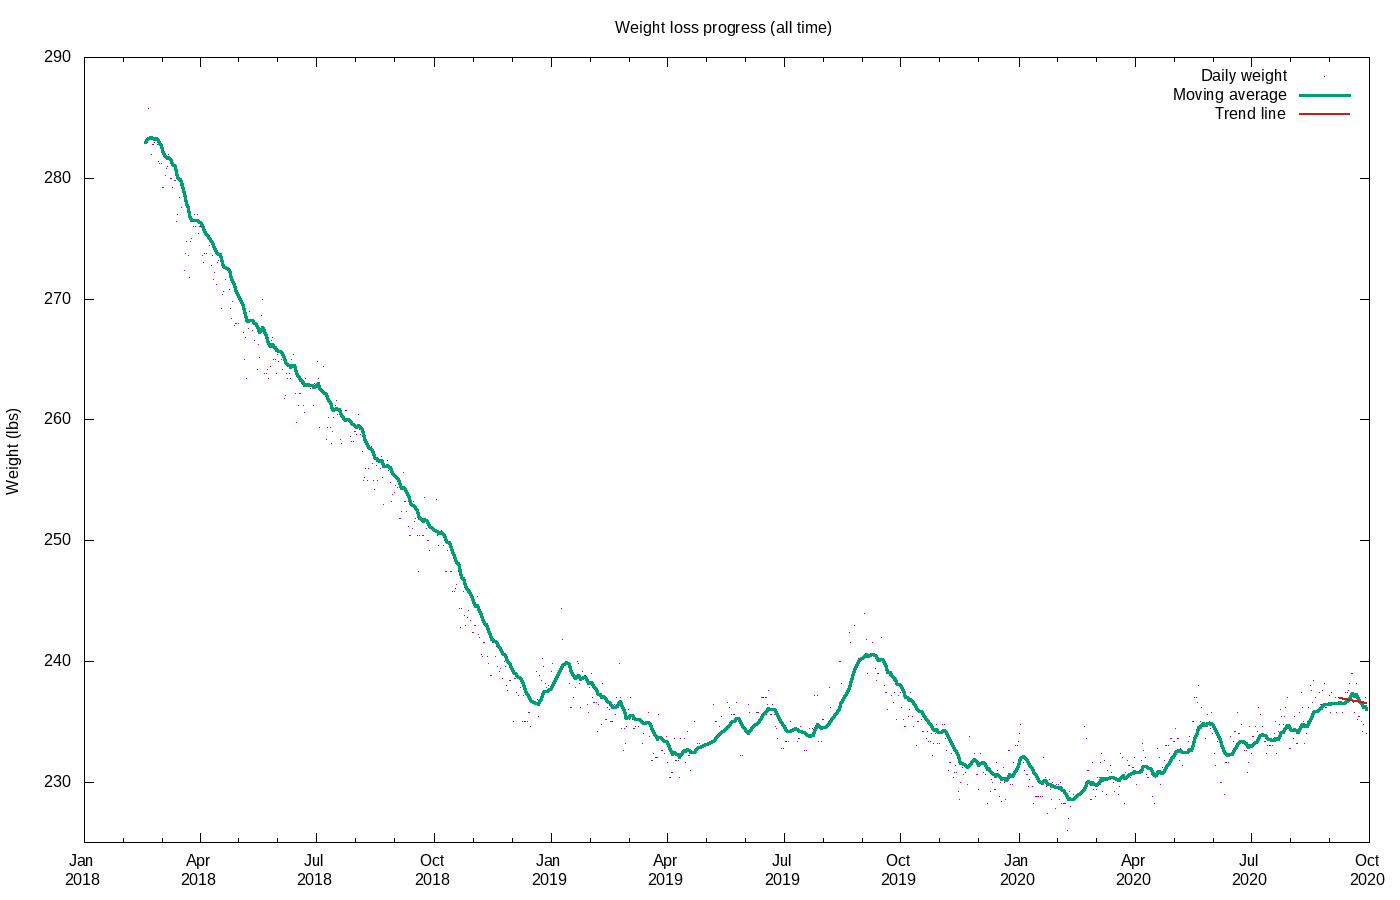 Weight loss progress (all time)
Daily weight
Moving average
Trend line
Weight (lbs)
290
280
270
260
250
240
230
Jan Apr Jul Oct Jan Apr Jul Oct Jan Apr Jul Oct
2018 2018 2018 2018 2019 2019 2019 2019 2020 2020 2020 2020